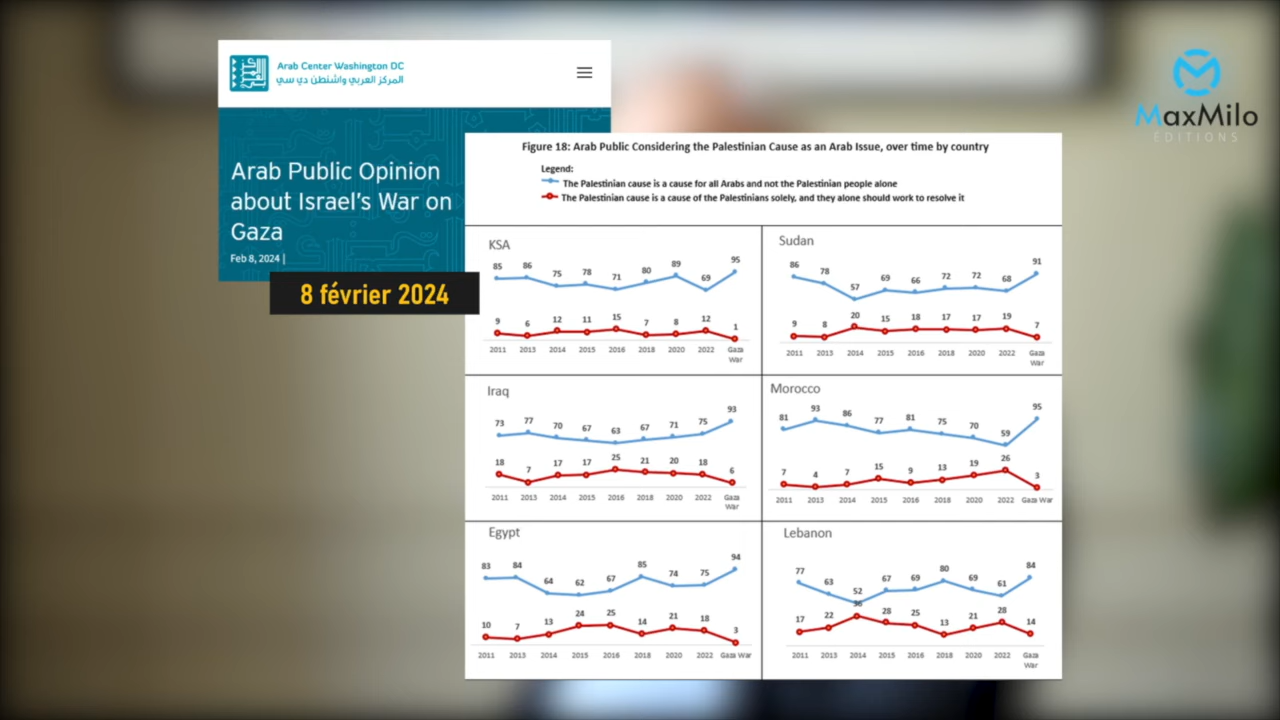 Arab Center Washington DC
المركز العربي واشنطن دي سي
Arab Public Opinion
about Israel's War on
Gaza
Feb 8, 2024 |
8 février 2024
MaxMilo
ÉDITIONS
Figure 18: Arab Public Considering the Palestinian Cause as an Arab Issue, over time by country
Legend:
The Palestinian cause is a cause for all Arabs and not the Palestinian people alone
The Palestinian cause is a cause of the Palestinians solely, and they alone should work to resolve it
KSA
85 86 75 78 71 80 89 69 95
9 6 12 11 15 7 8 12 1
2011 2013 2014 2015 2016 2018 2020 2022 Gaza
War
Sudan
86 78 57 69 66 72 72 68 91
9 8 20 15 18 17 17 19 7
2011 2013 2014 2015 2016 2018 2020 2022 Gaza
War
Iraq
73 77 70 67 63 67 71 75 93
18 7 17 17 25 21 20 18 6
2011 2013 2014 2015 2016 2018 2020 2022 Gaza
War
Morocco
81 93 86 77 81 75 70 59 95
7 4 7 15 9 13 19 26 3
2011 2013 2014 2015 2016 2018 2020 2022 Gaza War
Egypt
83 84 64 62 67 85 74 75 94
10 7 13 24 25 14 21 18 3
2011 2013 2014 2015 2016 2018 2020 2022 Gaza War
Lebanon
77 63 52 67 69 80 69 61 84
17 22 36 28 25 13 21 28 14
2011 2013 2014 2015 2016 2018 2020 2022 Gaza
War